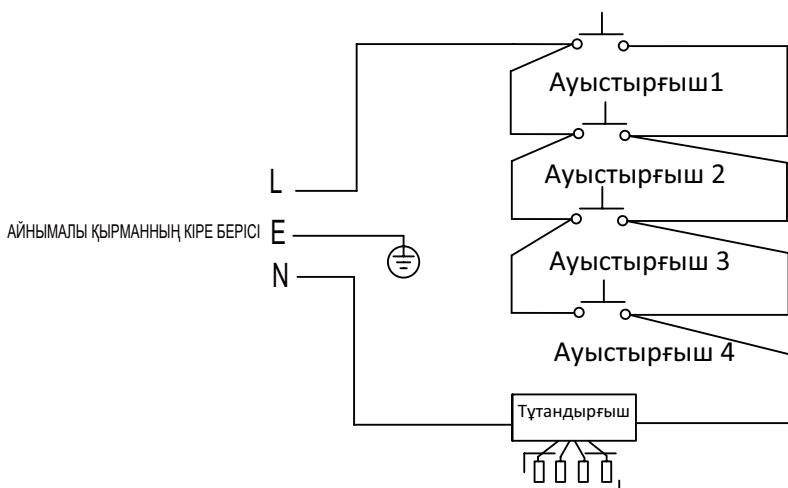 Ауыстырғыш1
L
Ауыстырғыш 2
АЙНЫМАЛЫ ҚЫРМАННЫҢ КІРЕ БЕРІСІ E
N
Ауыстырғыш 3
Ауыстырғыш 4
Тұтандырғыш